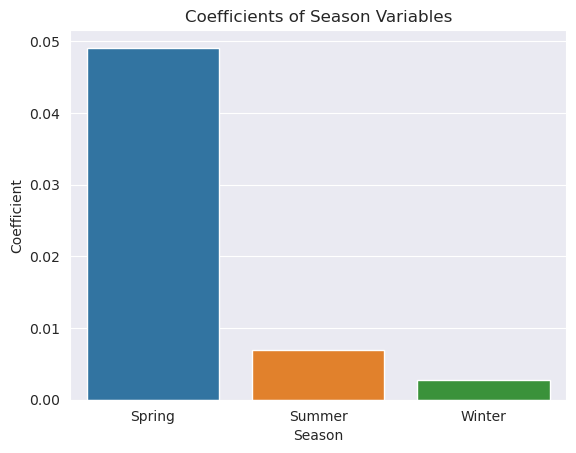 Coefficients of Season Variables
0.05
0.04
0.03
0.02
0.01
0.00
Coefficient
Spring
Summer
Winter
Season